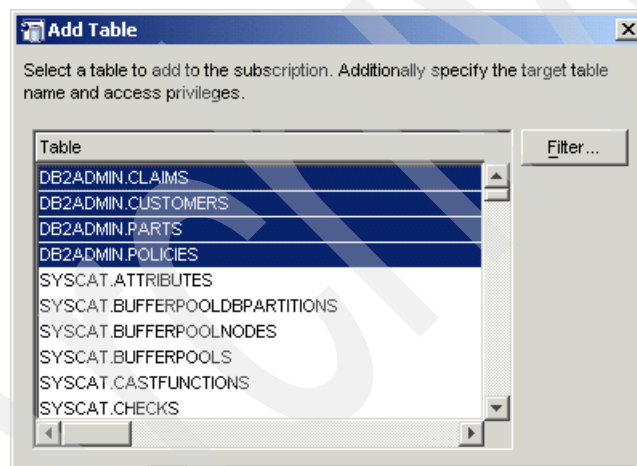 Add Table
Select a table to add to the subscription. Additionally specify the target table
name and access privileges.
Table
Filter...
DB2ADMIN.CLAIMS
DB2ADMIN.CUSTOMERS
DB2ADMIN.PARTS
DB2ADMIN.POLICIES
SYSCAT.ATTRIBUTES
SYSCAT.BUFFERPOOLDBPARTITIONS
SYSCAT.BUFFERPOOLNODES
SYSCAT.BUFFERPOOLS
SYSCAT.CASTFUNCTIONS
SYSCAT.CHECKS